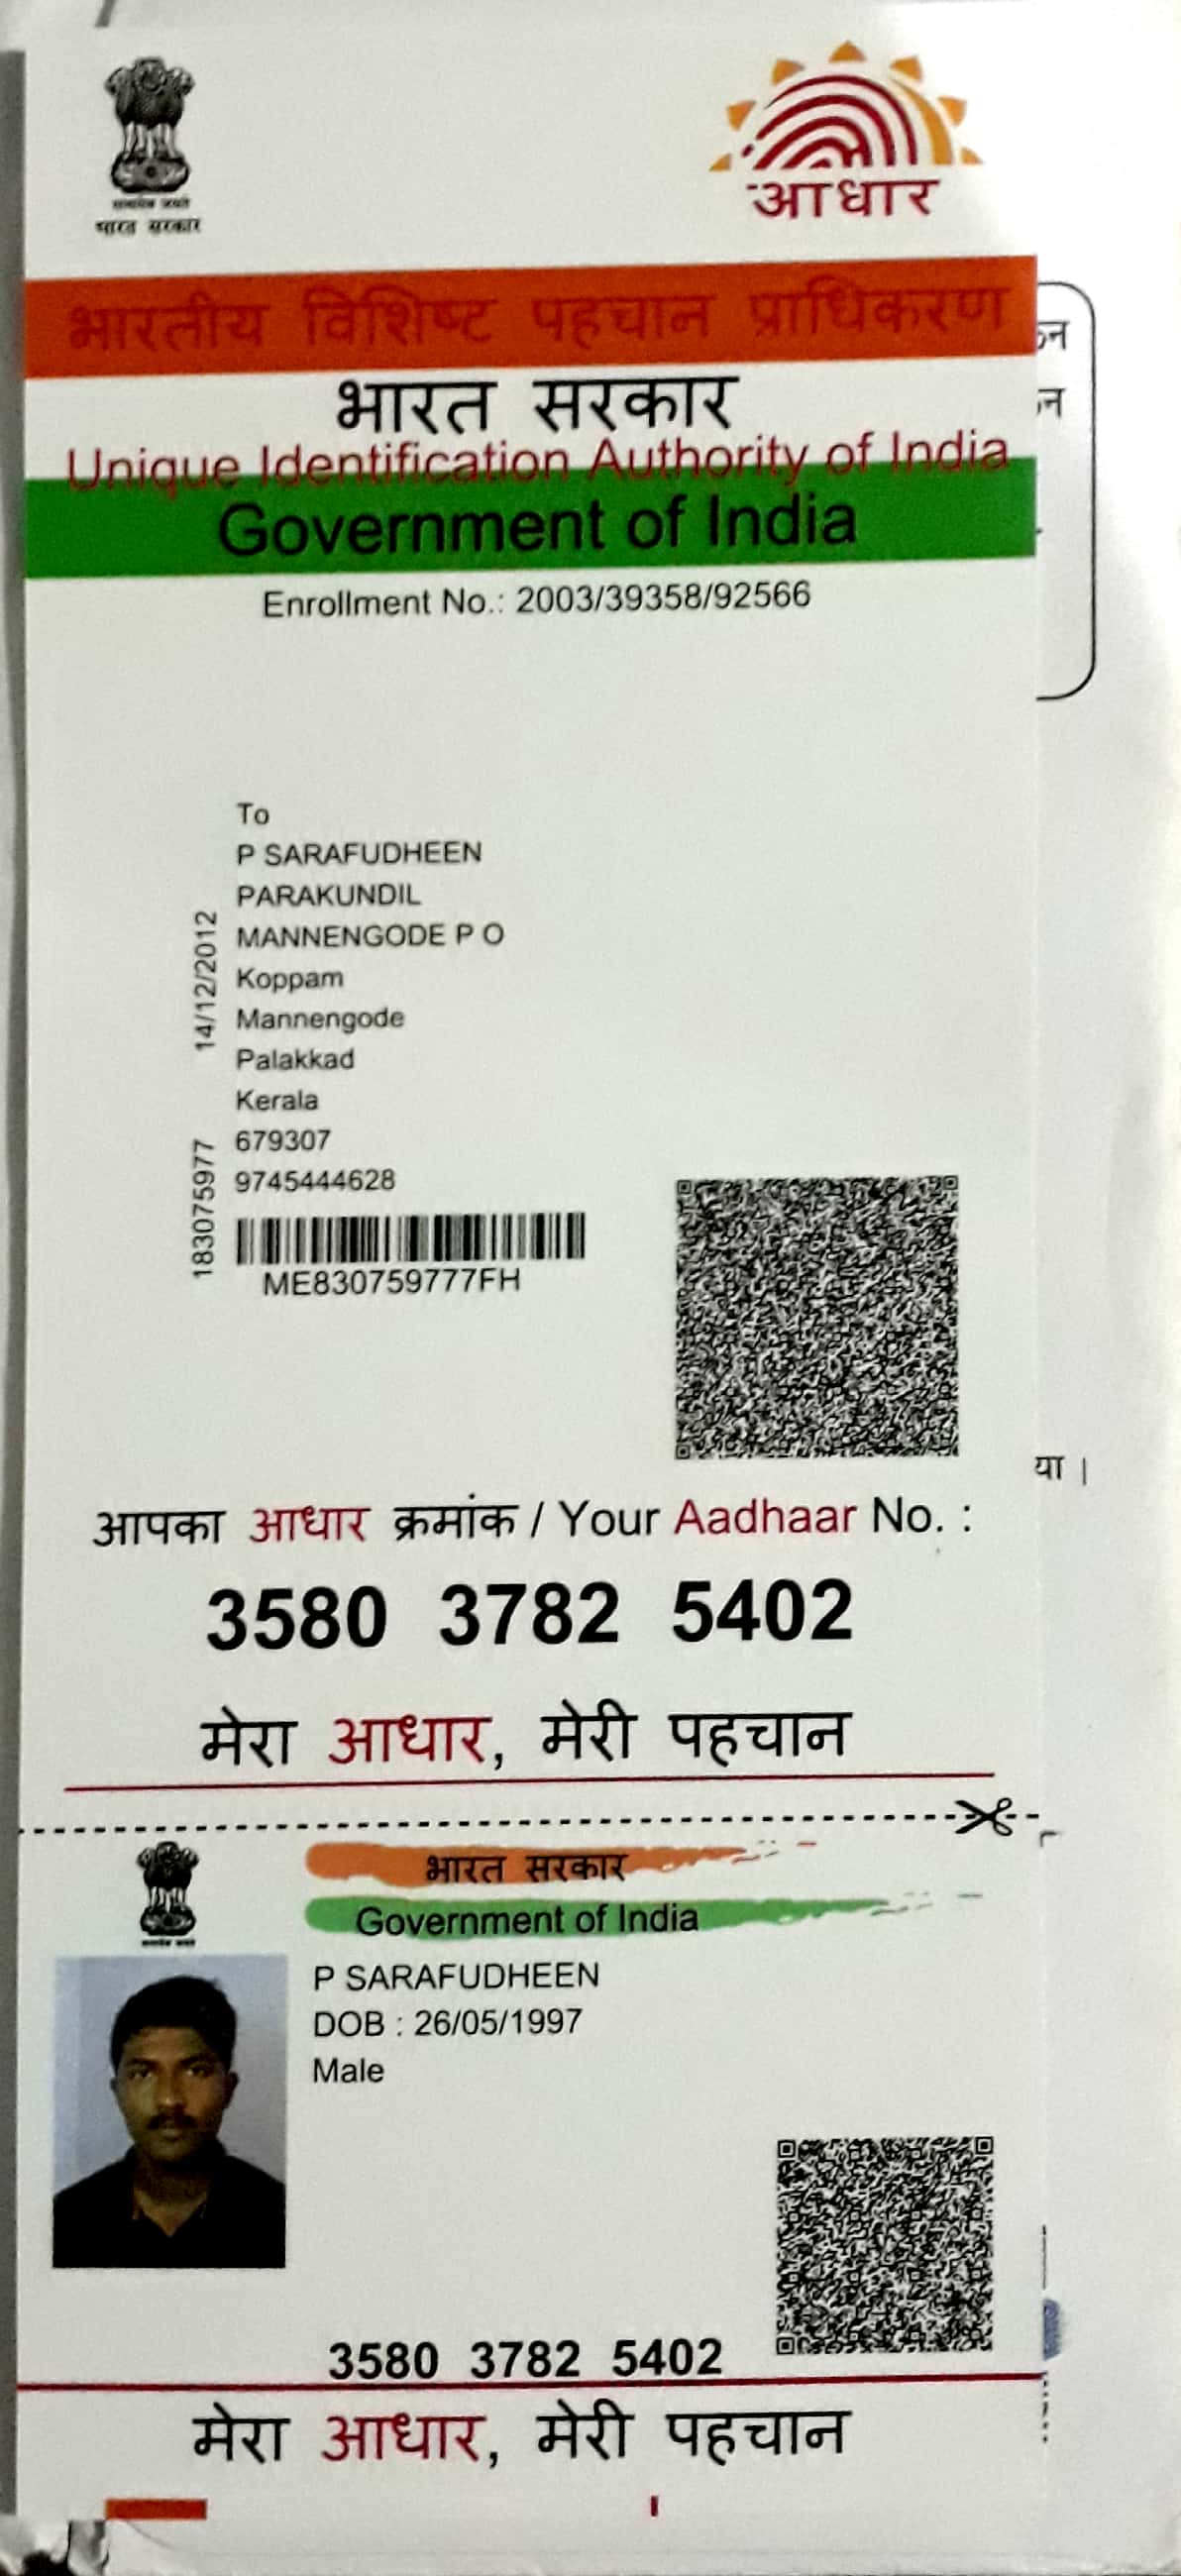 सत्यमेव जयते
भारत सरकार
आधार
भारतीय विशिष्ट पहचान प्राधिकरण
भारत सरकार
Unique Identification Authority of India
Government of India
Enrollment No.: 2003/39358/92566
To
P SARAFUDHEEN
PARAKUNDIL
MANNENGODE P O
Koppam
Mannengode
Palakkad
Kerala
679307
9745444628
14/12/2012
183075977
ME830759777FH
या।
आपका आधार क्रमांक / Your Aadhaar No. :
3580 3782 5402
मेरा आधार, मेरी पहचान
भारत सरकार
Government of India
P SARAFUDHEEN
DOB : 26/05/1997
Male
3580 3782 5402
मेरा आधार, मेरी पहचान